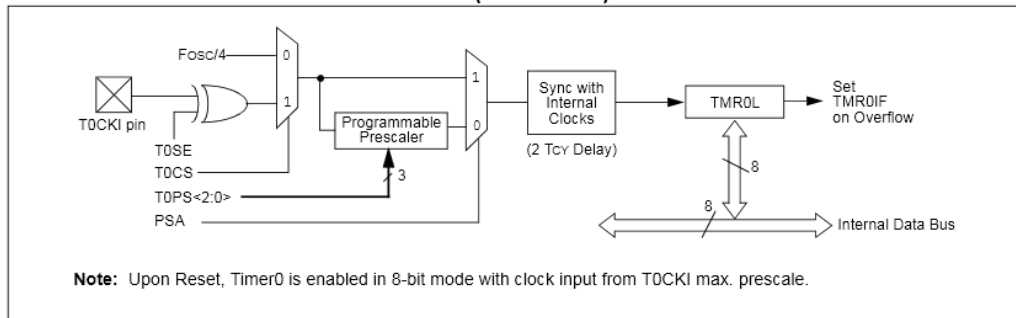 Fosc/4
0
1
T0CKI pin
T0SE
T0CS
T0PS<2:0>
PSA
Programmable
Prescaler
3
1
0
Sync with
Internal
Clocks
(2 TCY Delay)
TMR0L
Set
TMR0IF
on Overflow
8
8
Internal Data Bus
Note: Upon Reset, Timer0 is enabled in 8-bit mode with clock input from T0CKI max. prescale.